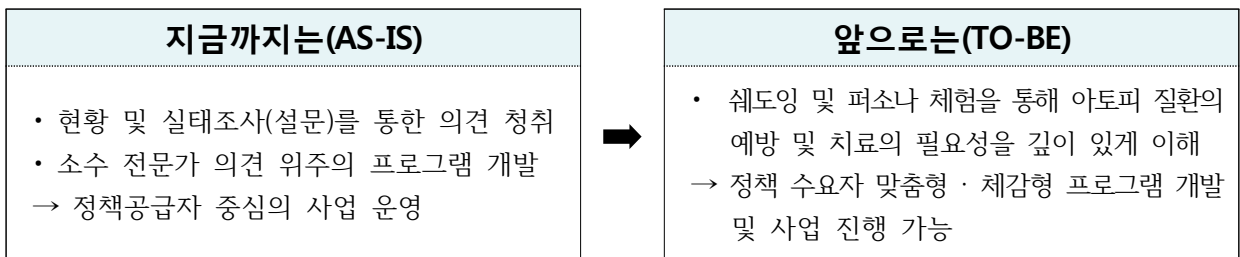 지금까지는(AS-IS)
• 현황 및 실태조사(설문)를 통한 의견 청취
• 소수 전문가 의견 위주의 프로그램 개발
→ 정책공급자 중심의 사업 운영
➡
앞으로는(TO-BE)
• 쉐도잉 및 퍼소나 체험을 통해 아토피 질환의
예방 및 치료의 필요성을 깊이 있게 이해
→ 정책 수요자 맞춤형 · 체감형 프로그램 개발
및 사업 진행 가능